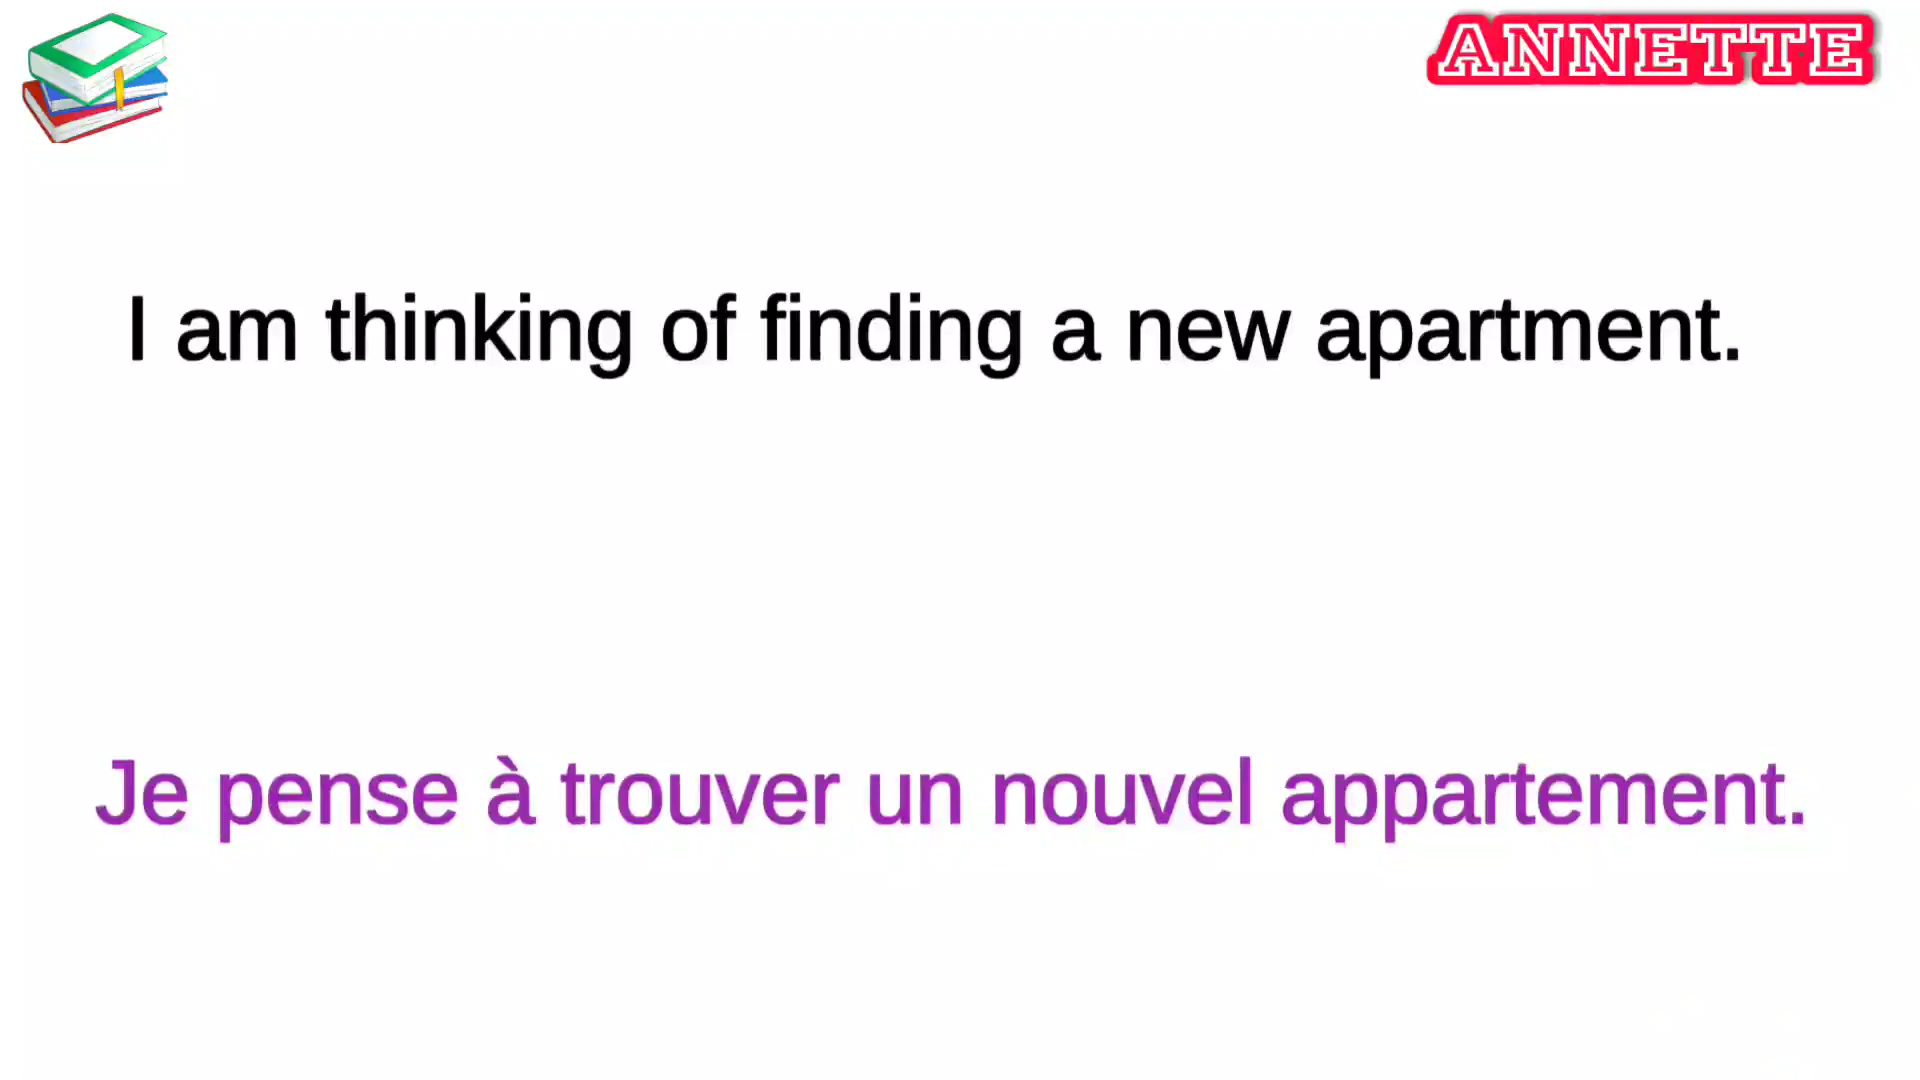 ANNETTE
I am thinking of finding a new apartment.
Je pense à trouver un nouvel appartement.